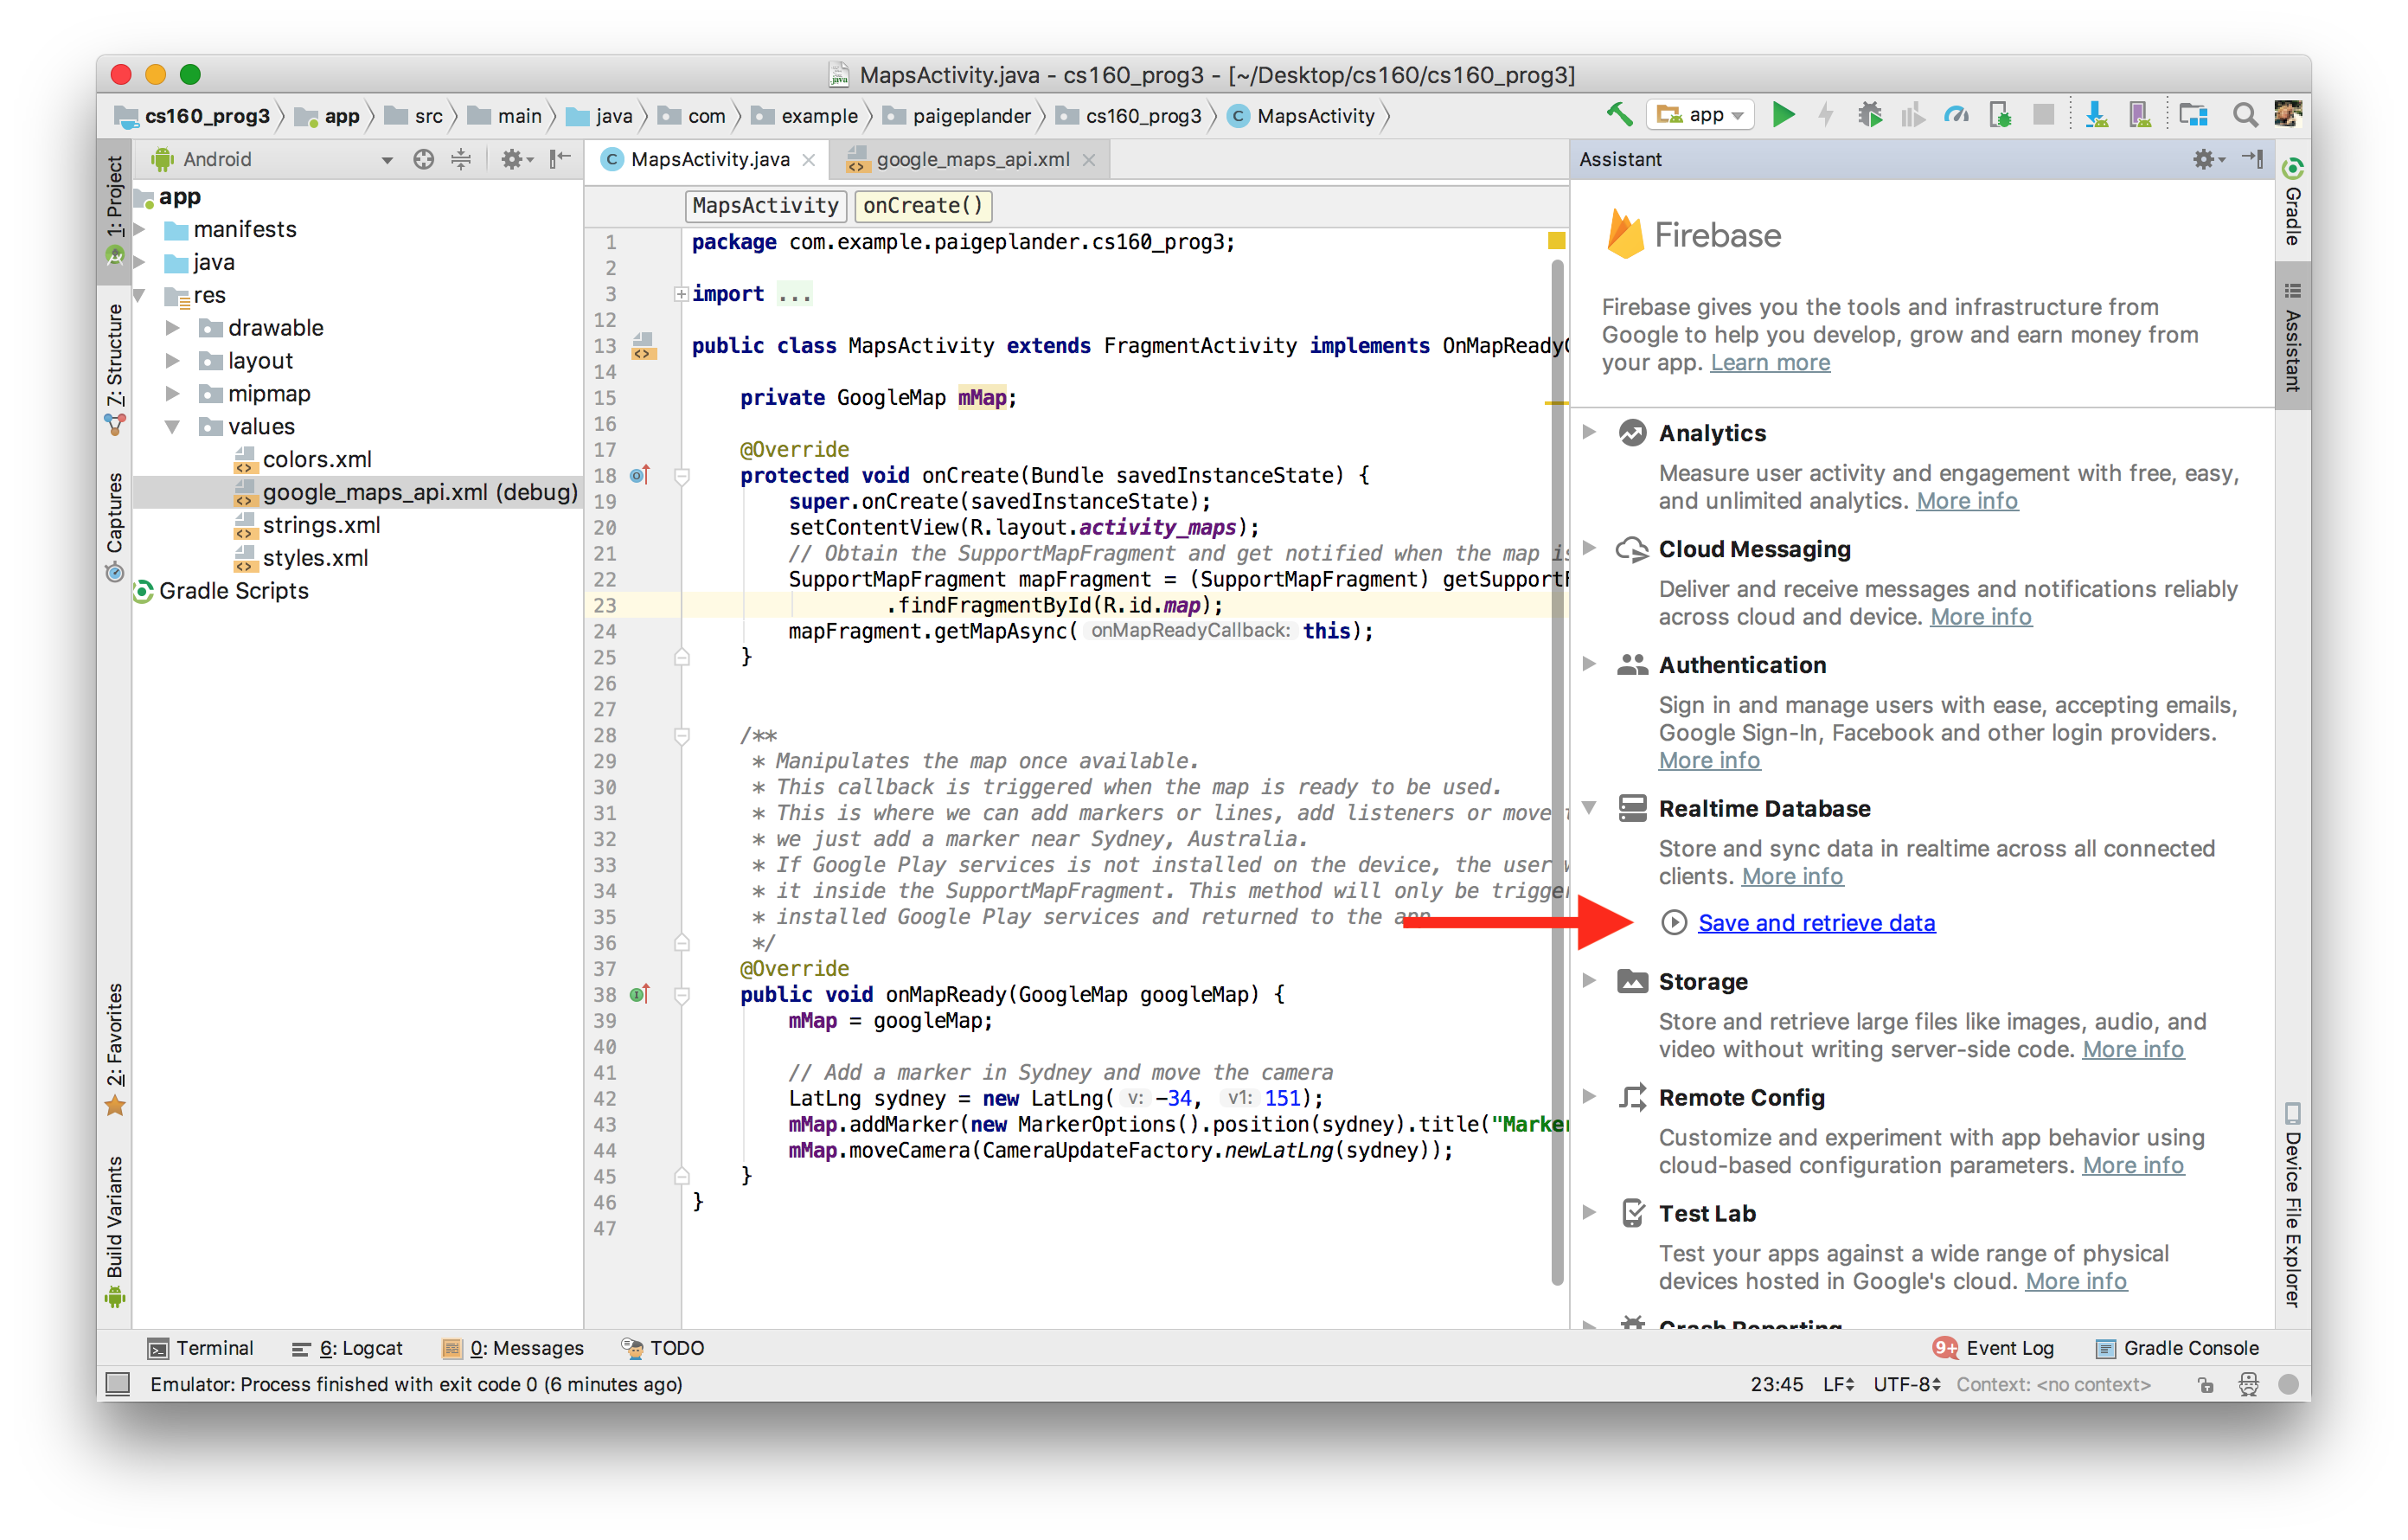 MapsActivity.java - cs160_prog3 - [~/Desktop/cs160/cs160_prog3]
cs160_prog3 app src main java com example paigeplander cs160_prog3 MapsActivity app
1: Project
7: Structure
Captures
2: Favorites
Build Variants
Android
app
manifests
java
res
drawable
layout
mipmap
values
colors.xml
google_maps_api.xml (debug)
strings.xml
styles.xml
Gradle Scripts
MapsActivity.java google_maps_api.xml
MapsActivity onCreate()
1 package com.example.paigeplander.cs160_prog3;
2
3 import ...
12
13 public class MapsActivity extends FragmentActivity implements OnMapReadyC
14
15 private GoogleMap mMap;
16
17 @Override
18 protected void onCreate(Bundle savedInstanceState) {
19 super.onCreate(savedInstanceState);
20 setContentView(R.layout.activity_maps);
21 // Obtain the SupportMapFragment and get notified when the map is
22 SupportMapFragment mapFragment = (SupportMapFragment) getSupportF
23 .findFragmentById(R.id.map);
24 mapFragment.getMapAsync( onMapReadyCallback: this);
25 }
26
27
28 /**
29 * Manipulates the map once available.
30 * This callback is triggered when the map is ready to be used.
31 * This is where we can add markers or lines, add listeners or move t
32 * we just add a marker near Sydney, Australia.
33 * If Google Play services is not installed on the device, the user w
34 * it inside the SupportMapFragment. This method will only be trigger
35 * installed Google Play services and returned to the app
36 */
37 @Override
38 public void onMapReady(GoogleMap googleMap) {
39 mMap = googleMap;
40
41 // Add a marker in Sydney and move the camera
42 LatLng sydney = new LatLng( v: -34, v1: 151);
43 mMap.addMarker(new MarkerOptions().position(sydney).title("Marker
44 mMap.moveCamera(CameraUpdateFactory.newLatLng(sydney));
45 }
46 }
47
Assistant
Firebase
Firebase gives you the tools and infrastructure from
Google to help you develop, grow and earn money from
your app. Learn more
Analytics
Measure user activity and engagement with free, easy,
and unlimited analytics. More info
Cloud Messaging
Deliver and receive messages and notifications reliably
across cloud and device. More info
Authentication
Sign in and manage users with ease, accepting emails,
Google Sign-In, Facebook and other login providers.
More info
Realtime Database
Store and sync data in realtime across all connected
clients. More info
Save and retrieve data
Storage
Store and retrieve large files like images, audio, and
video without writing server-side code. More info
Remote Config
Customize and experiment with app behavior using
cloud-based configuration parameters. More info
Test Lab
Test your apps against a wide range of physical
devices hosted in Google's cloud. More info
Crash Reporting
Gradle
Assistant
Device File Explorer
Terminal 6: Logcat 0: Messages TODO 9+ Event Log Gradle Console
Emulator: Process finished with exit code 0 (6 minutes ago) 23:45 LF UTF-8 Context: <no context>